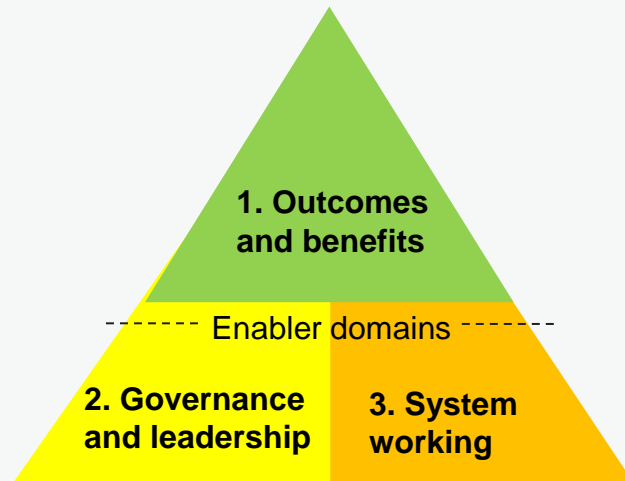 1. Outcomes
and benefits
Enabler domains
2. Governance
and leadership
3. System
working